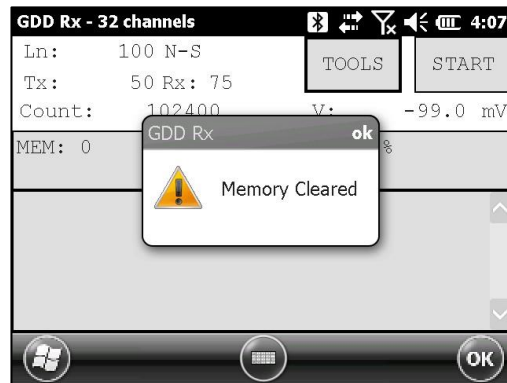 GDD Rx - 32 channels 4:07
Ln: 100 N-S
TOOLS START
Tx: 50 Rx: 75
Count: 102400 V: -99.0 mV
GDD Rx ok
MEM: 0 %
Memory Cleared
OK